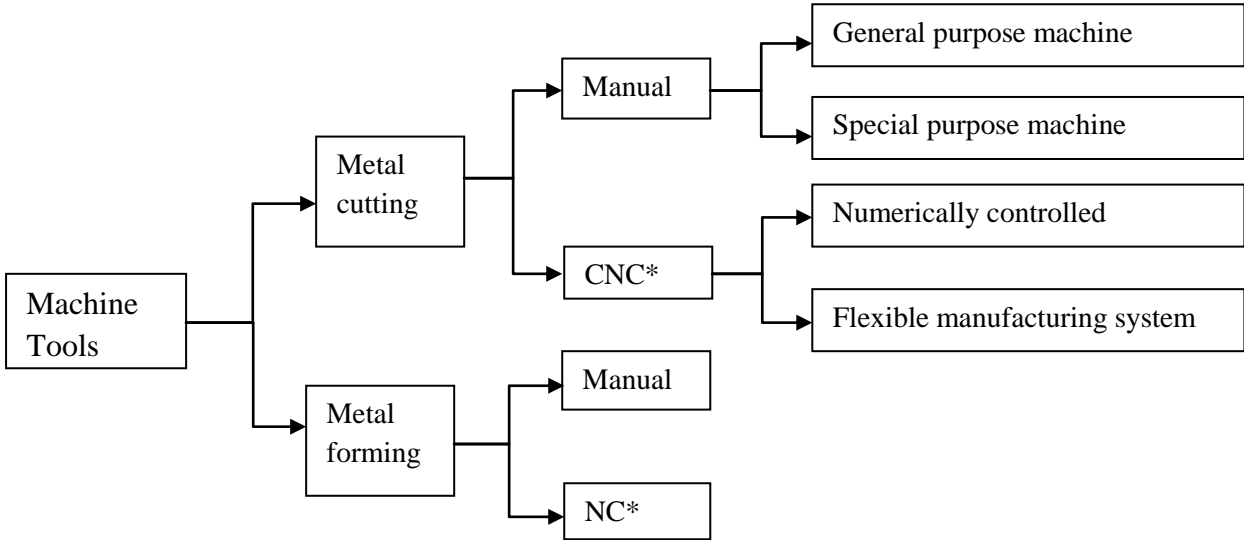 Machine
Tools
Metal
cutting
Manual
General purpose machine
Special purpose machine
CNC*
Numerically controlled
Flexible manufacturing system
Metal
forming
Manual
NC*